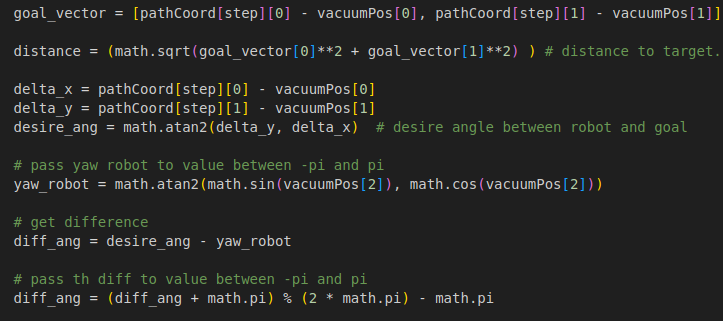 goal_vector = [pathCoord[step][0] - vacuumPos[0], pathCoord[step][1] - vacuumPos[1]]
distance = (math.sqrt(goal_vector[0]**2 + goal_vector[1]**2) ) # distance to target.
delta_x = pathCoord[step][0] - vacuumPos[0]
delta_y = pathCoord[step][1] - vacuumPos[1]
desire_ang = math.atan2(delta_y, delta_x)  # desire angle between robot and goal
# pass yaw robot to value between -pi and pi
yaw_robot = math.atan2(math.sin(vacuumPos[2]), math.cos(vacuumPos[2]))
# get difference
diff_ang = desire_ang - yaw_robot
# pass th diff to value between -pi and pi
diff_ang = (diff_ang + math.pi) % (2 * math.pi) - math.pi